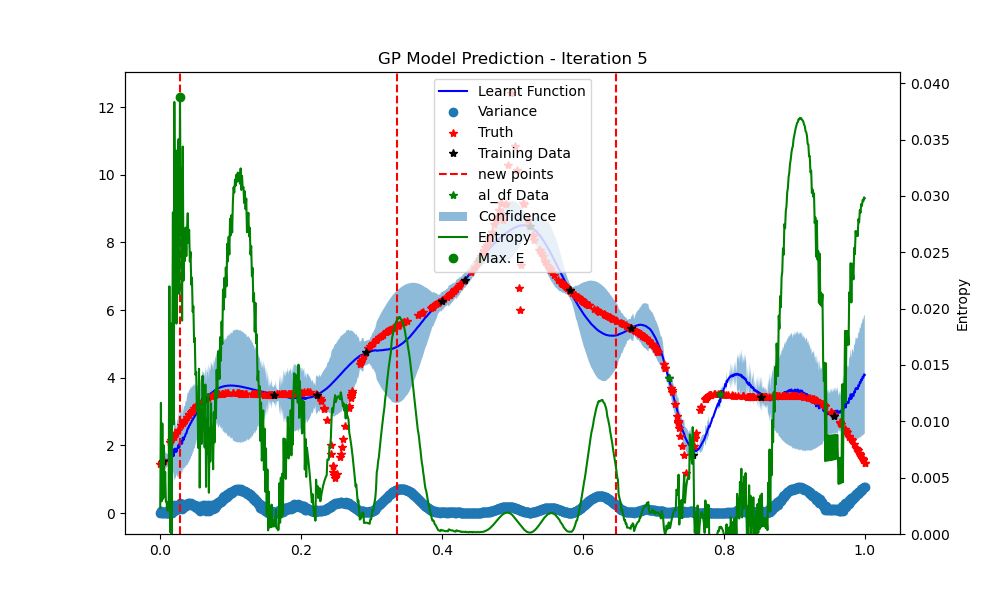 GP Model Prediction - Iteration 5
Learnt Function
Variance
Truth
Training Data
new points
al_df Data
Confidence
Entropy
Max. E
12
10
8
6
4
2
0
0.040
0.035
0.030
0.025
0.020
0.015
0.010
0.005
0.000
Entropy
0.0
0.2
0.4
0.6
0.8
1.0